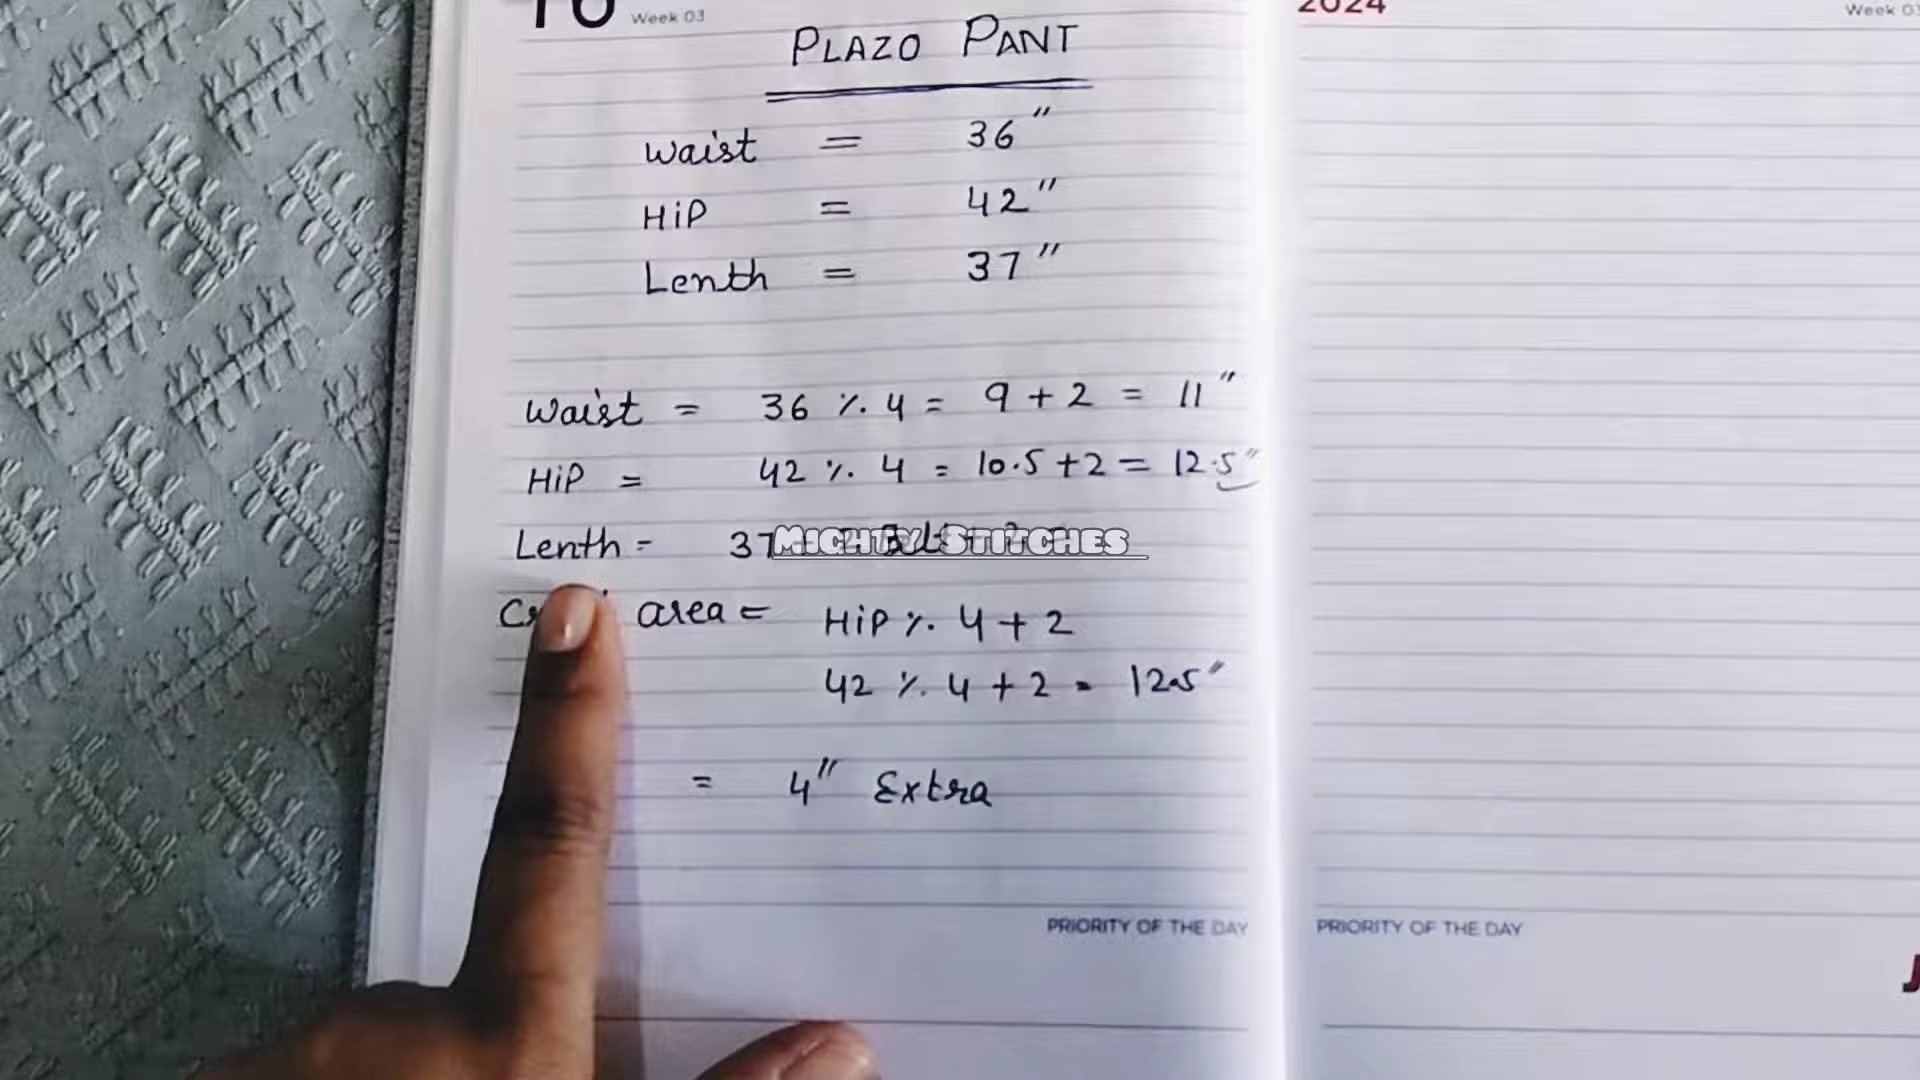 16 Week 03
2024 Week 03
PLAZO PANT
Waist = 36"
HiP = 42"
Lenth = 37"
Waist = 36 ٪ 4 = 9 + 2 = 11"
HiP = 42 ٪ 4 = 10.5 + 2 = 12.5"
Lenth = 37
Mighty Stitches
area = HiP ٪ 4 + 2
42 ٪ 4 + 2 = 12.5"
= 4" Extra
PRIORITY OF THE DAY
PRIORITY OF THE DAY